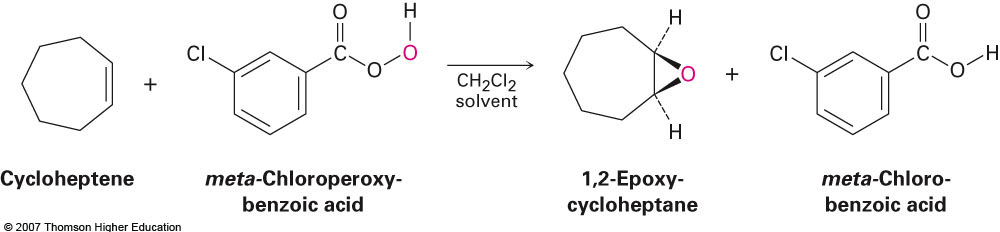 O
H
Cl
C
O
O
+
CH2Cl2
solvent
H
O
H
+
O
Cl
C
O
H
Cycloheptene
meta-Chloroperoxy-
benzoic acid
1,2-Epoxy-
cycloheptane
meta-Chloro-
benzoic acid
© 2007 Thomson Higher Education